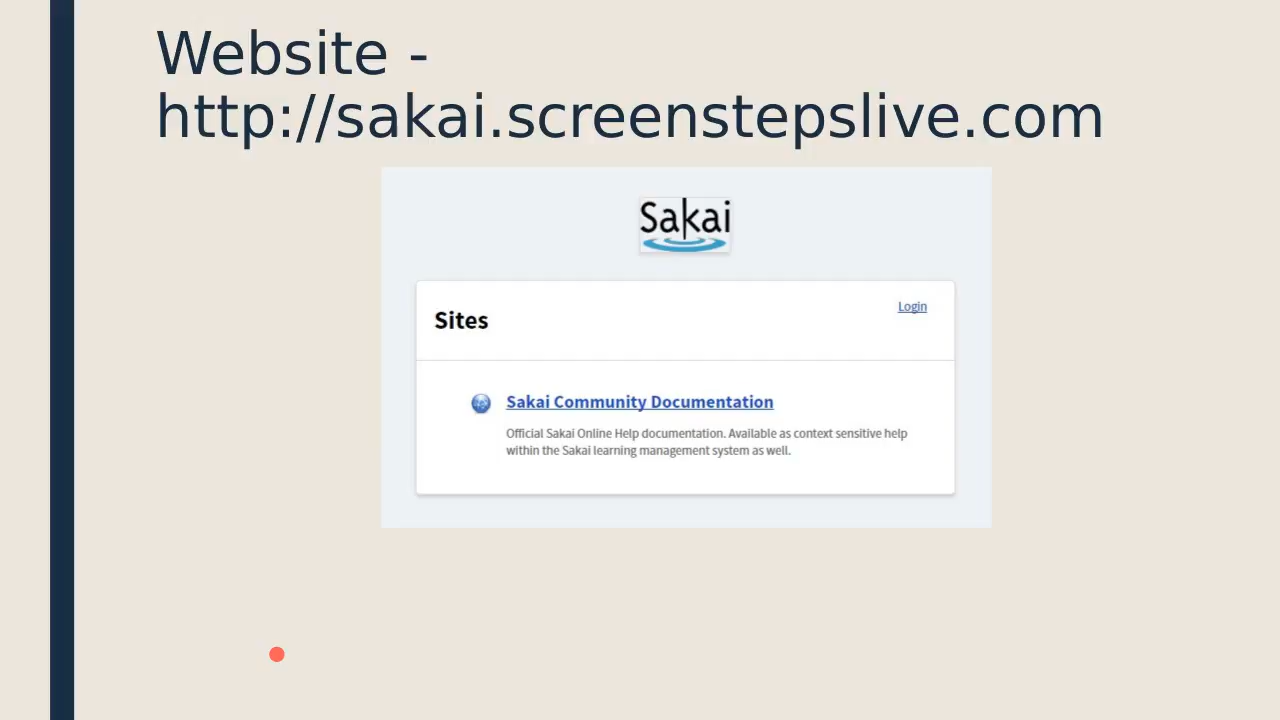 Website -
http://sakai.screenstepslive.com
Sakai
Login
Sites
Sakai Community Documentation
Official Sakai Online Help documentation. Available as context sensitive help
within the Sakai learning management system as well.